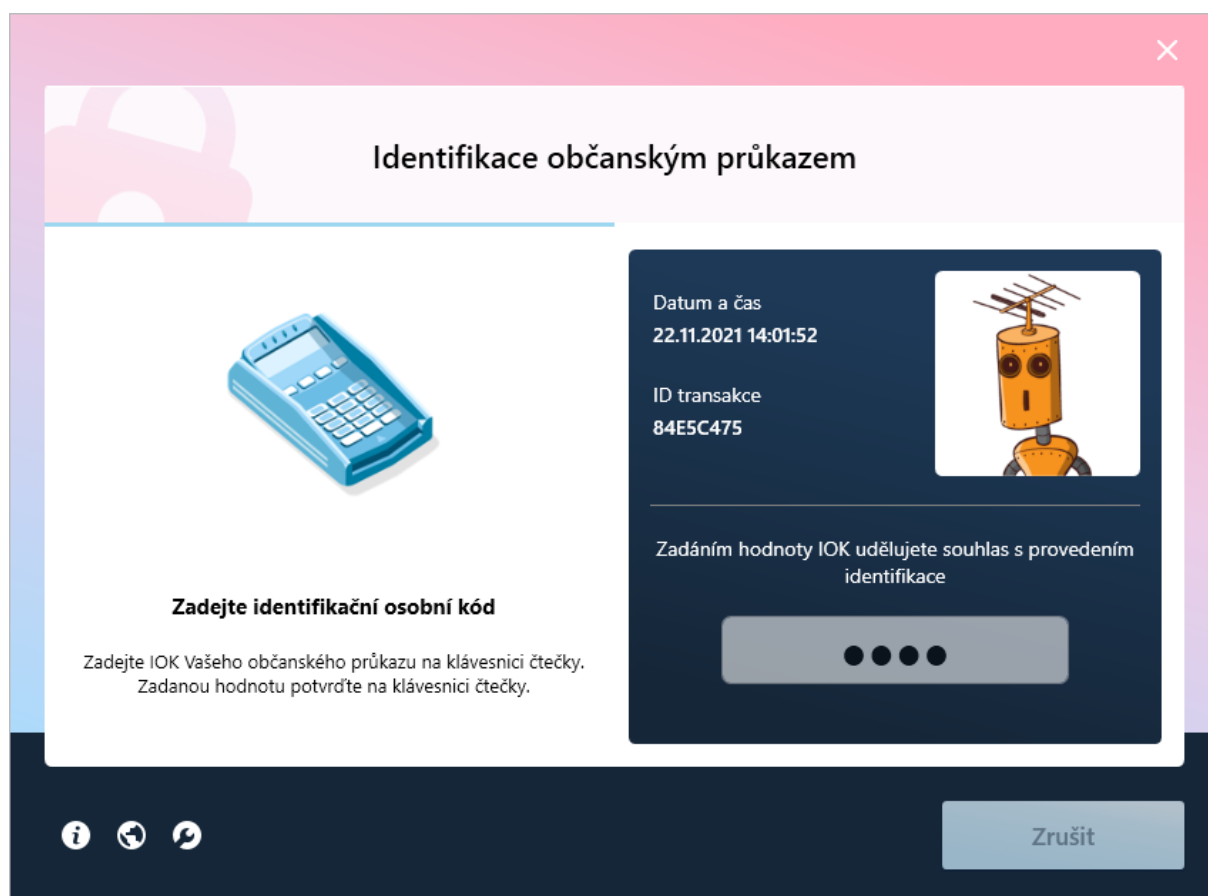 Identifikace občanským průkazem
Zadejte identifikační osobní kód
Zadejte IOK Vašeho občanského průkazu na klávesnici čtečky.
Zadanou hodnotu potvrďte na klávesnici čtečky.
Datum a čas
22.11.2021 14:01:52
ID transakce
84E5C475
Zadáním hodnoty IOK udělujete souhlas s provedením
identifikace
Zrušit